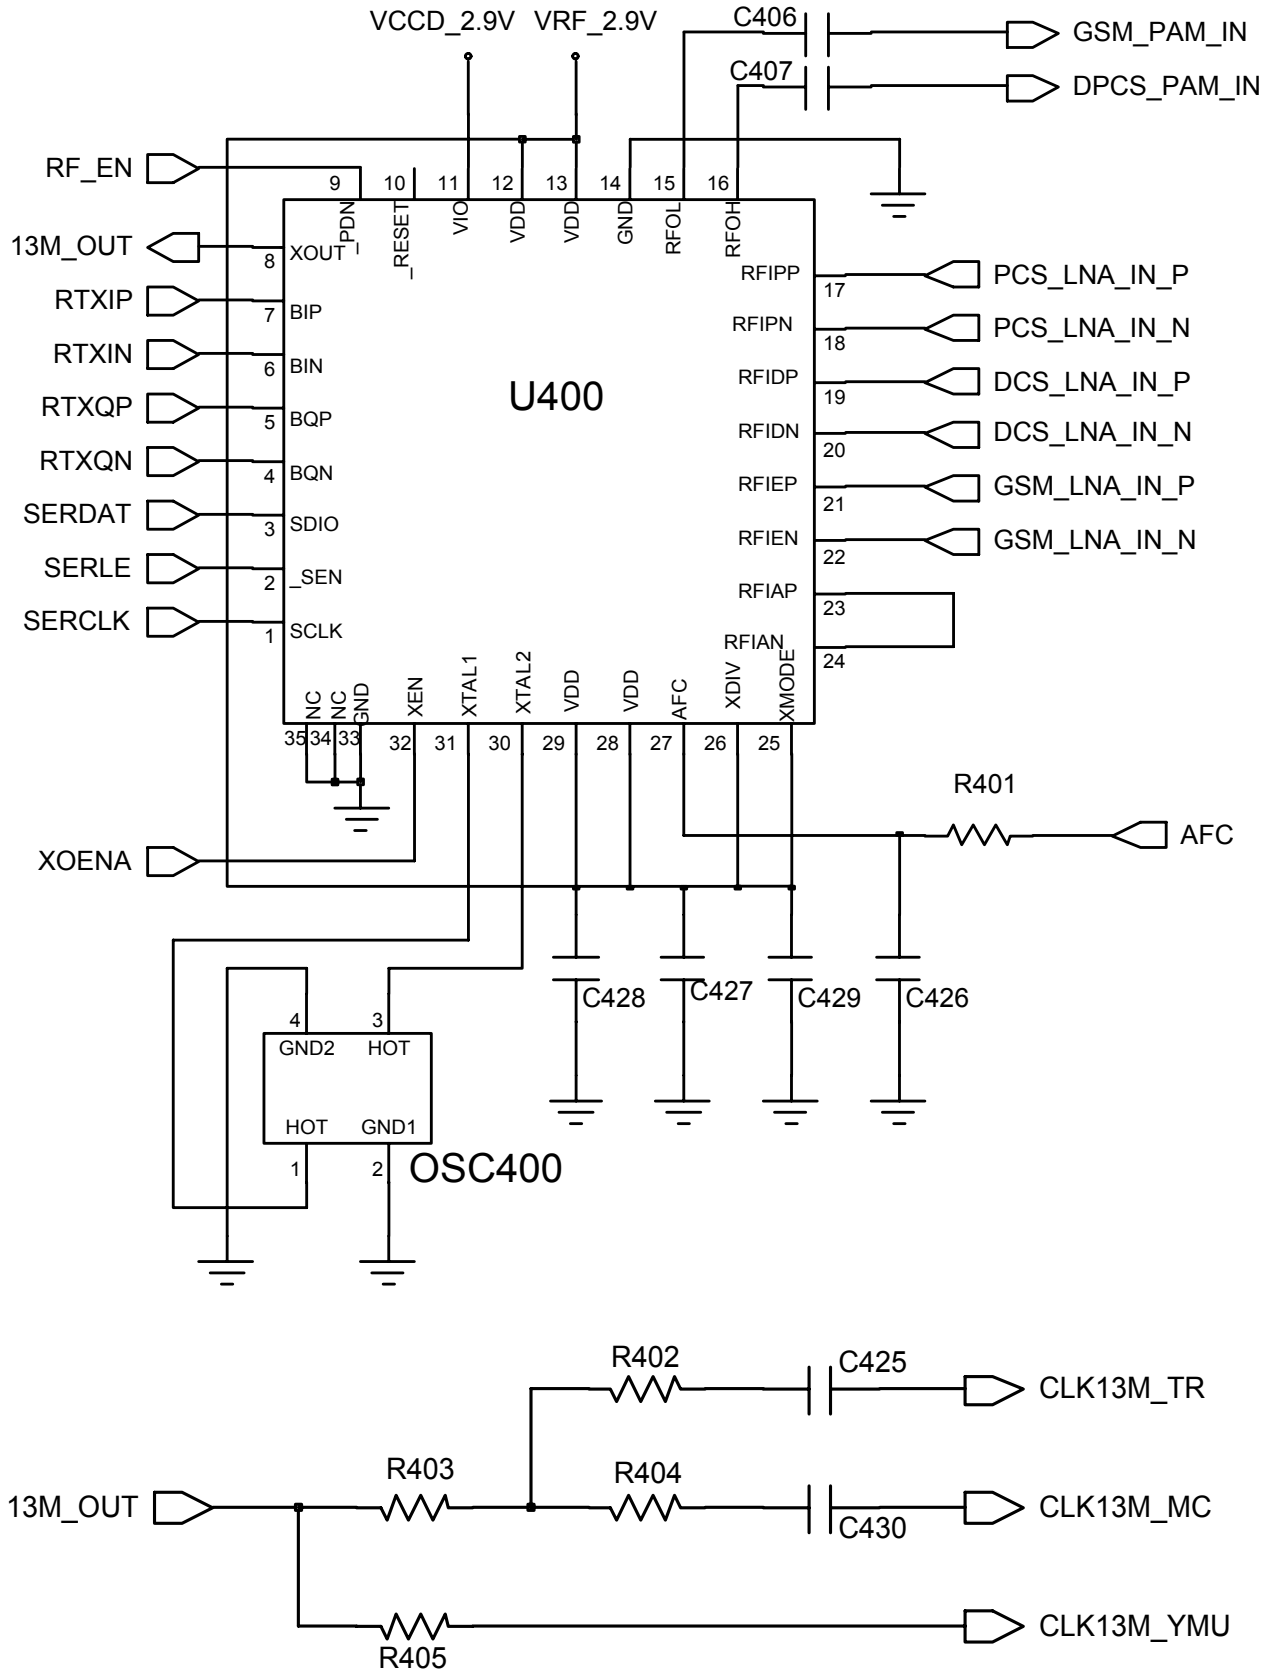 VCCD_2.9V VRF_2.9V
C406
GSM_PAM_IN
C407
DPCS_PAM_IN
RF_EN
9 10 11 12 13 14 15 16
_PDN _RESET VIO VDD VDD GND RFOL RFOH
13M_OUT 8 XOUT
RFIPP 17 PCS_LNA_IN_P
RTXIP 7 BIP
RFIPN 18 PCS_LNA_IN_N
RTXIN 6 BIN
RFIDP 19 DCS_LNA_IN_P
U400
RTXQP 5 BQP
RFIDN 20 DCS_LNA_IN_N
RTXQN 4 BQN
RFIEP 21 GSM_LNA_IN_P
SERDAT 3 SDIO
RFIEN 22 GSM_LNA_IN_N
SERLE 2 _SEN
RFIAP 23
SERCLK 1 SCLK
RFIAN 24
NC NC GND XEN XTAL1 XTAL2 VDD VDD AFC XDIV XMODE
35 34 33 32 31 30 29 28 27 26 25
R401
AFC
XOENA
C428 C427 C429 C426
4 3
GND2 HOT
HOT GND1
1 2
OSC400
R402 C425
CLK13M_TR
R403 R404
13M_OUT
CLK13M_MC
C430
CLK13M_YMU
R405